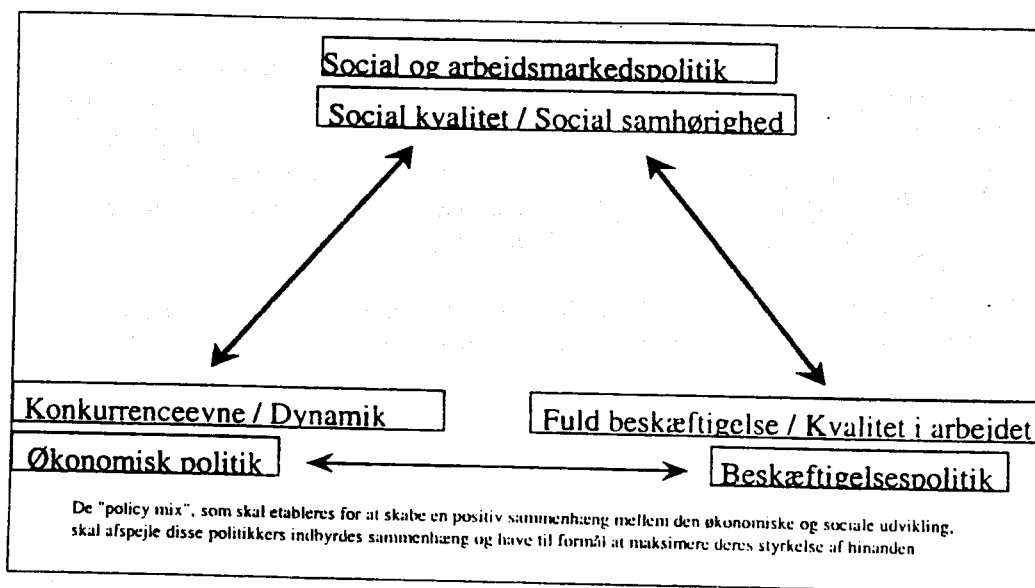 Social og arbejdsmarkedspolitik
Social kvalitet / Social samhørighed
Konkurrenceevne / Dynamik
Fuld beskæftigelse / Kvalitet i arbejdet
Økonomisk politik
Beskæftigelsespolitik
De "policy mix", som skal etableres for at skabe en positiv sammenhæng mellem den økonomiske og sociale udvikling,
skal afspejle disse politikkers indbyrdes sammenhæng og have til formål at maksimere deres styrkelse af hinanden